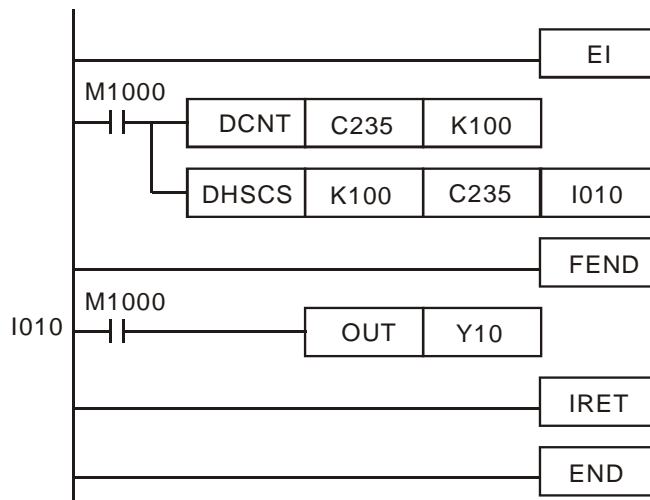 EI
M1000
DCNT C235 K100
DHSCS K100 C235 I010
FEND
M1000
I010 OUT Y10
IRET
END